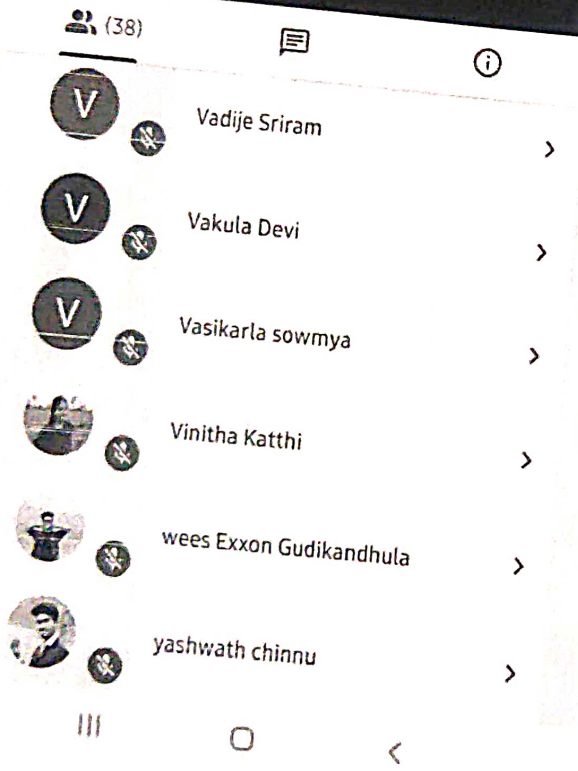 (38)
V
Vadije Sriram
V
Vakula Devi
V
Vasikarla sowmya
Vinitha Katthi
wees Exxon Gudikandhula
yashwath chinnu